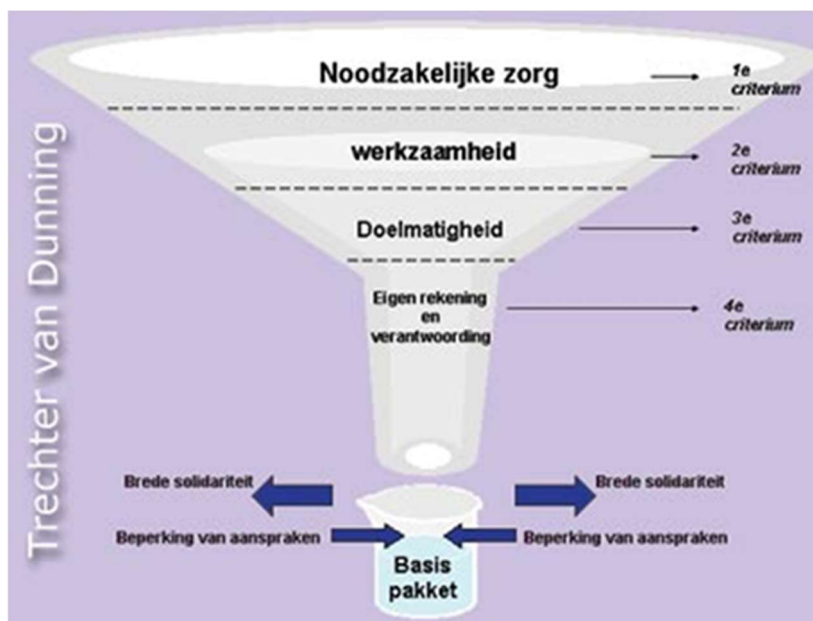 Trechter van Dunning
Noodzakelijke zorg
1e
criterium
werkzaamheid
2e
criterium
Doelmatigheid
3e
criterium
Eigen rekening
en
verantwoording
4e
criterium
Brede solidariteit
Brede solidariteit
Beperking van aanspraken
Beperking van aanspraken
Basis
pakket